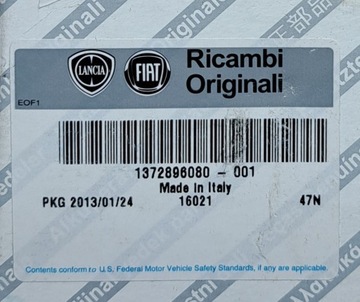 LANCIA
FIAT
Ricambi
Originali
EOF1
1372896080 - 001
Made in Italy
PKG 2013/01/24 16021 47N
Contents conform to U.S. Federal Motor Vehicle Safety Standards, if any are applicable.